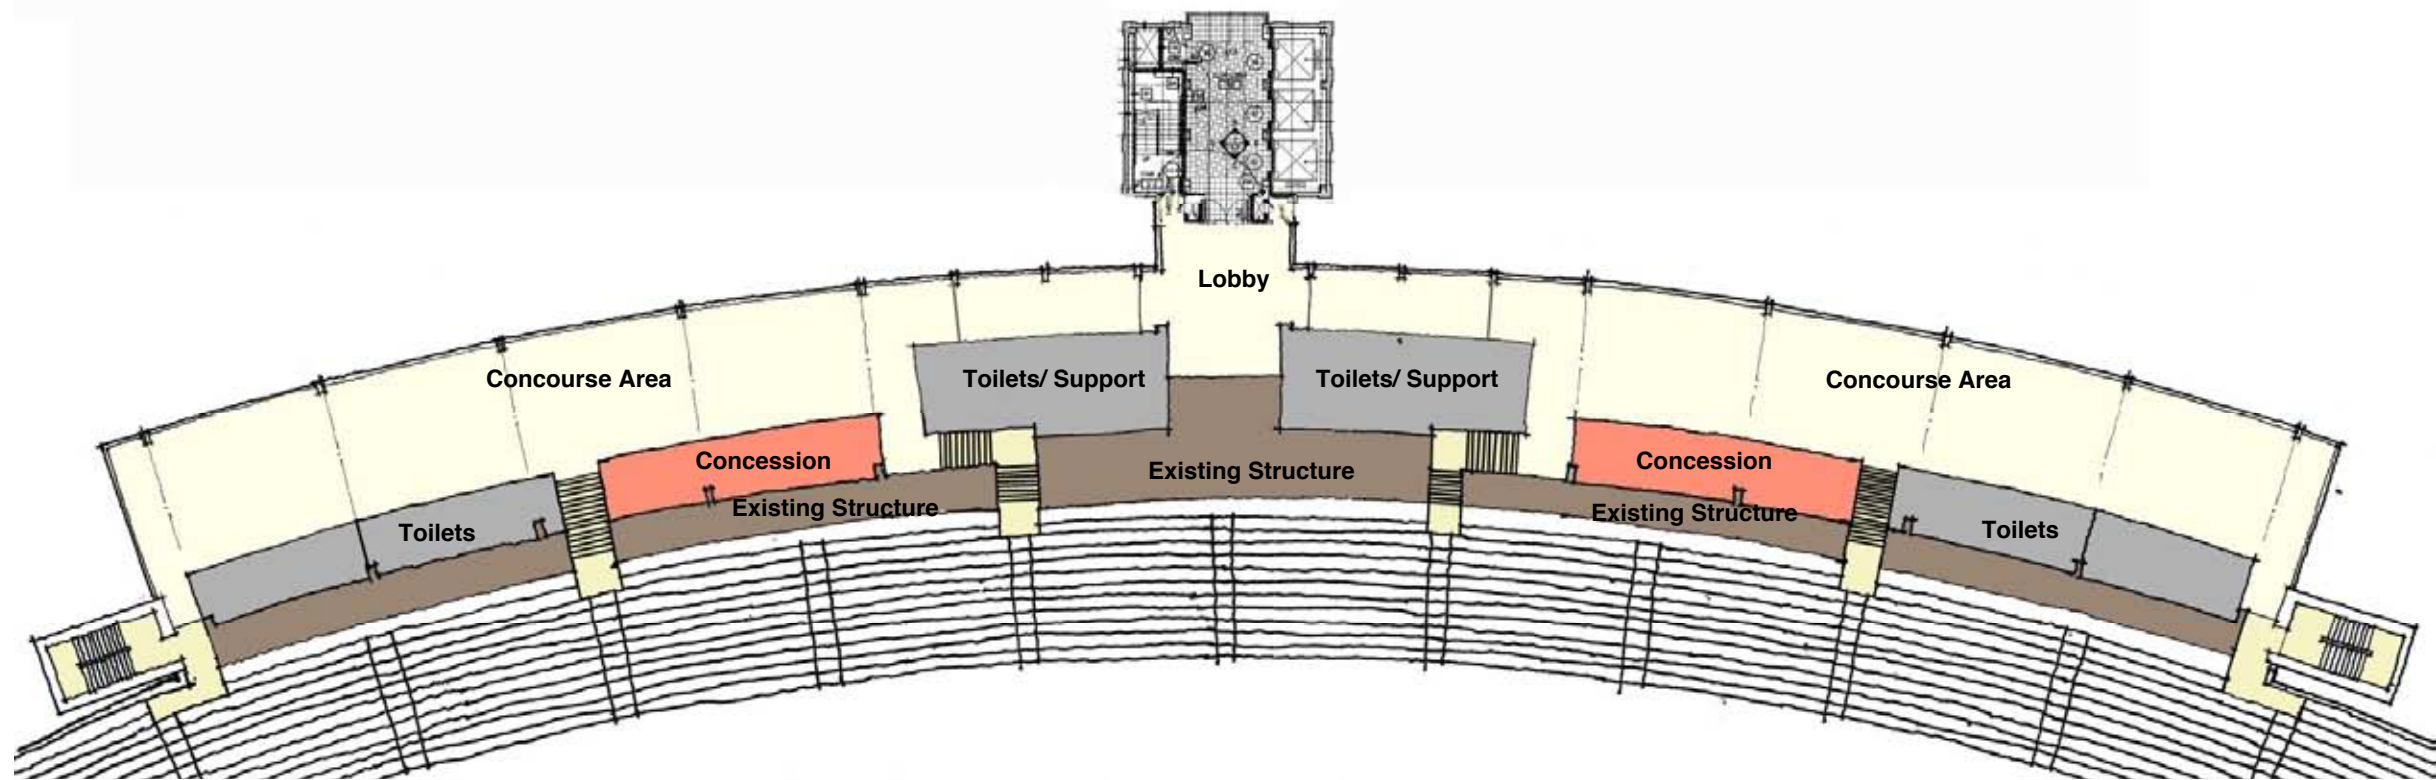 Lobby
Concourse Area
Toilets/ Support
Toilets/ Support
Concourse Area
Concession
Existing Structure
Concession
Toilets
Existing Structure
Existing Structure
Toilets